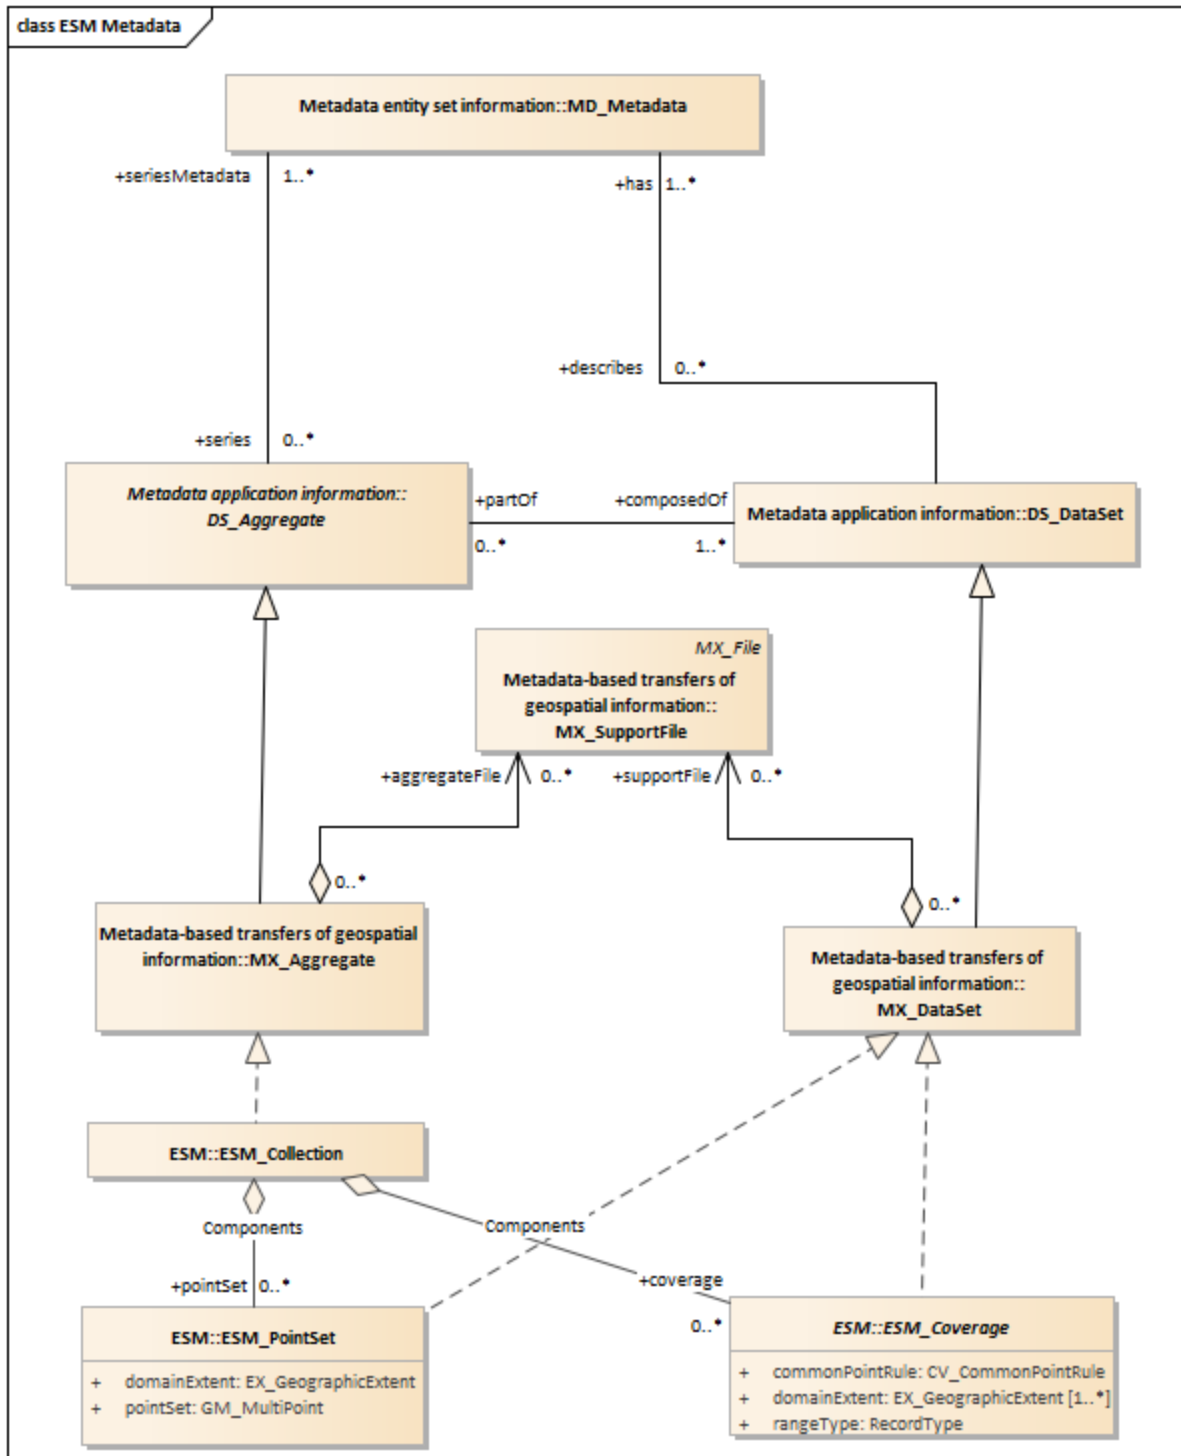 class ESM Metadata
Metadata entity set information::MD_Metadata
+seriesMetadata 1..*
+has 1..*
+describes 0..*
+series 0..*
Metadata application information::
DS_Aggregate
+partOf
0..*
+composedOf
1..*
Metadata application information::DS_DataSet
MX_File
Metadata-based transfers of
geospatial information::
MX_SupportFile
+aggregateFile 0..*
+supportFile 0..*
0..*
0..*
Metadata-based transfers of geospatial
information::MX_Aggregate
Metadata-based transfers of
geospatial information::
MX_DataSet
ESM::ESM_Collection
Components
Components
+pointSet 0..*
+coverage
0..*
ESM::ESM_PointSet
+ domainExtent: EX_GeographicExtent
+ pointSet: GM_MultiPoint
ESM::ESM_Coverage
+ commonPointRule: CV_CommonPointRule
+ domainExtent: EX_GeographicExtent [1..*]
+ rangeType: RecordType